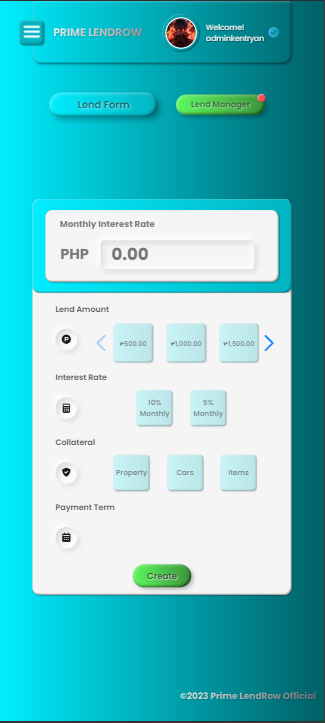 PRIME LENDROW
Welcome!
adminkentryan
Lend Form
Lend Manager
Monthly Interest Rate
PHP 0.00
Lend Amount
₱500.00 ₱1,000.00 ₱1,500.00
Interest Rate
10% Monthly
5% Monthly
Collateral
Property Cars Items
Payment Term
Create
©2023 Prime LendRow Official